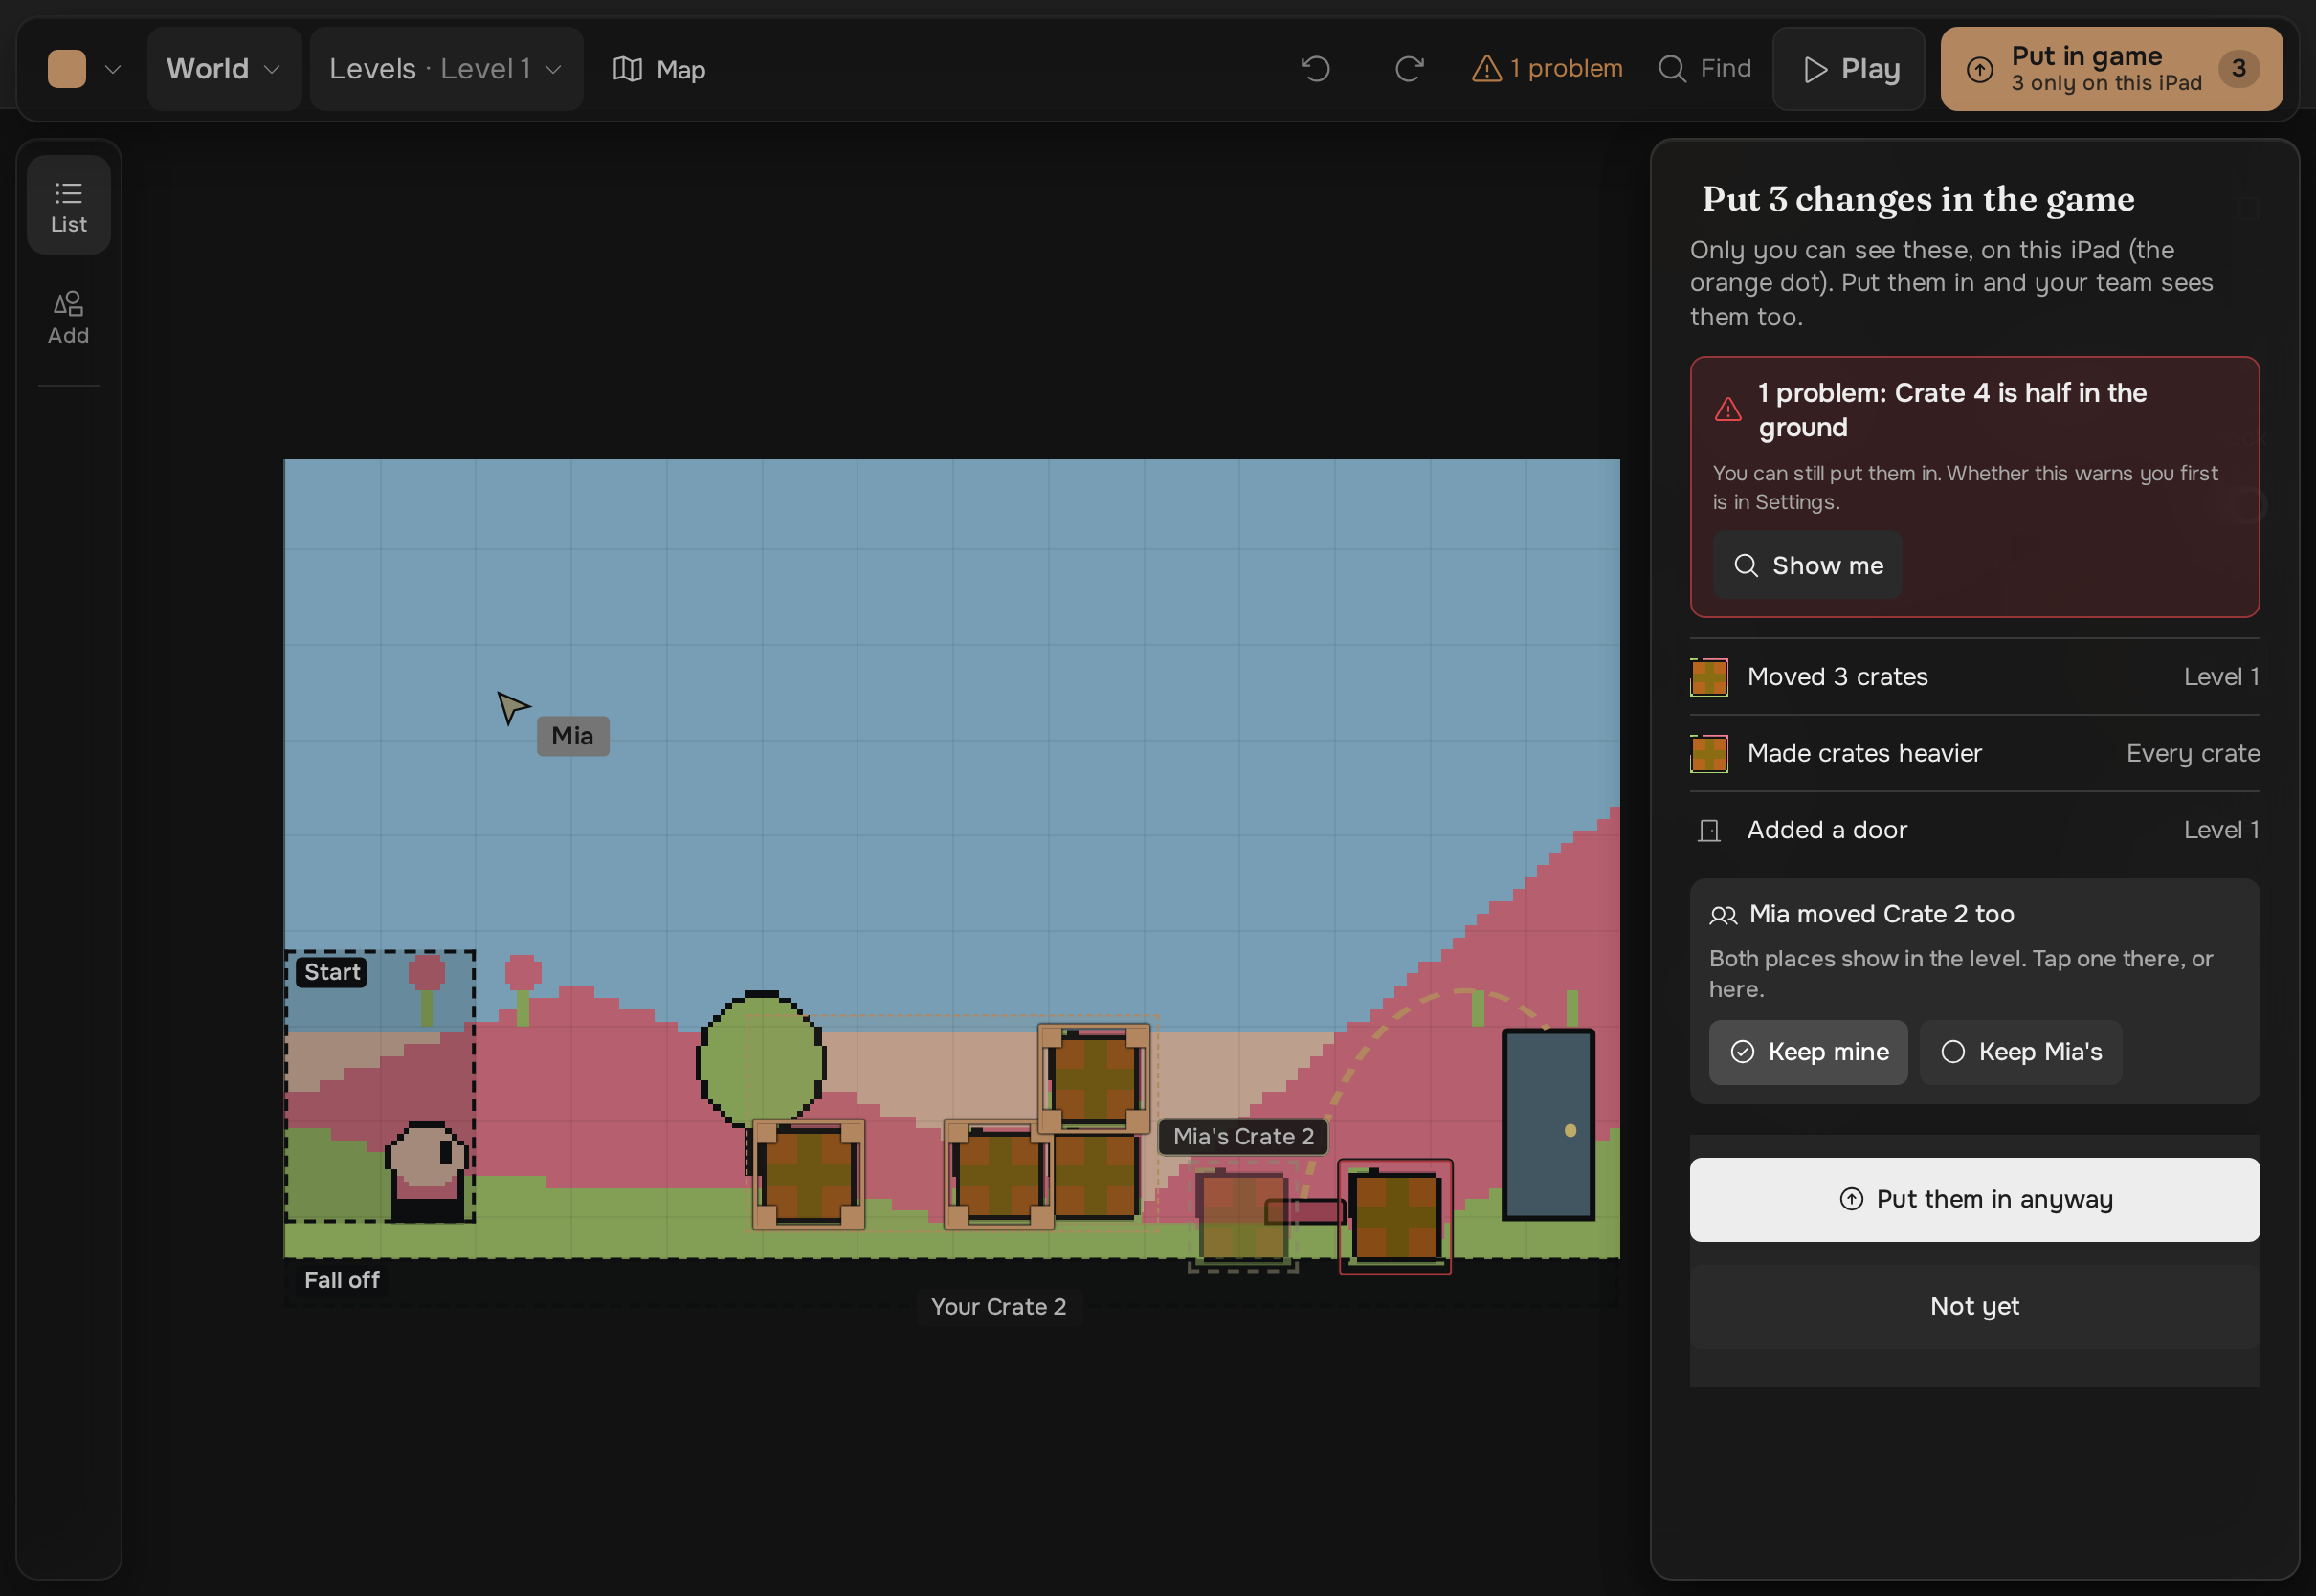 World
Levels · Level 1
Map
1 problem
Find
Play
Put in game
3 only on this iPad
3
List
Add
Mia
Start
Mia's Crate 2
Fall off
Your Crate 2
Put 3 changes in the game
Only you can see these, on this iPad (the
orange dot). Put them in and your team sees
them too.
1 problem: Crate 4 is half in the
ground
You can still put them in. Whether this warns you first
is in Settings.
Show me
Moved 3 crates
Level 1
Made crates heavier
Every crate
Added a door
Level 1
Mia moved Crate 2 too
Both places show in the level. Tap one there, or
here.
Keep mine
Keep Mia's
Put them in anyway
Not yet